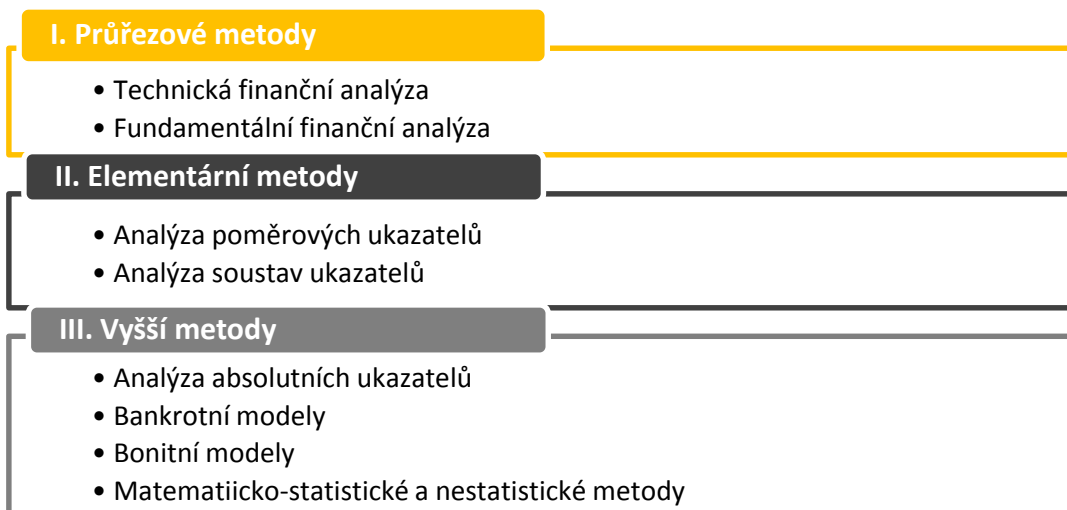 I. Průřezové metody
• Technická finanční analýza
• Fundamentální finanční analýza
II. Elementární metody
• Analýza poměrových ukazatelů
• Analýza soustav ukazatelů
III. Vyšší metody
• Analýza absolutních ukazatelů
• Bankrotní modely
• Bonitní modely
• Matematiicko-statistické a nestatistické metody